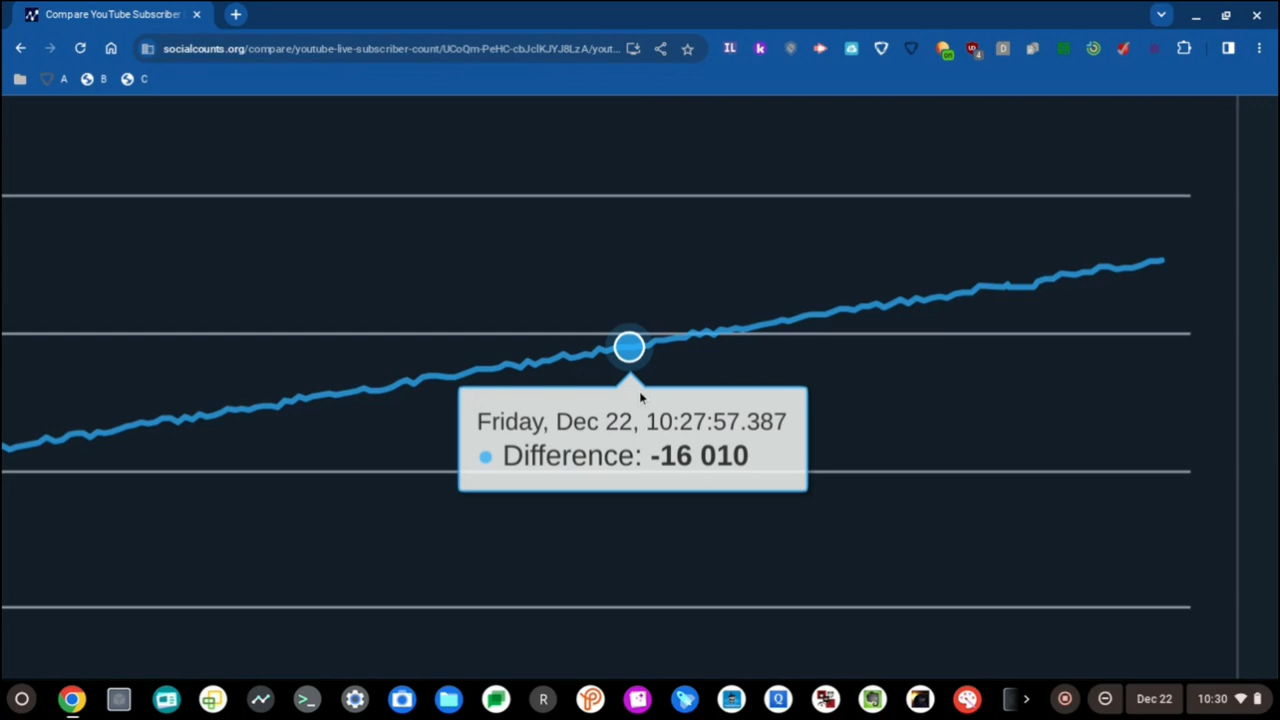 Compare YouTube Subscriber
socialcounts.org/compare/youtube-live-subscriber-count/UCoQm-PeHC-cbJclKJYJ8LzA/yout...
A
B
C
Friday, Dec 22, 10:27:57.387
Difference: -16 010
Dec 22
10:30